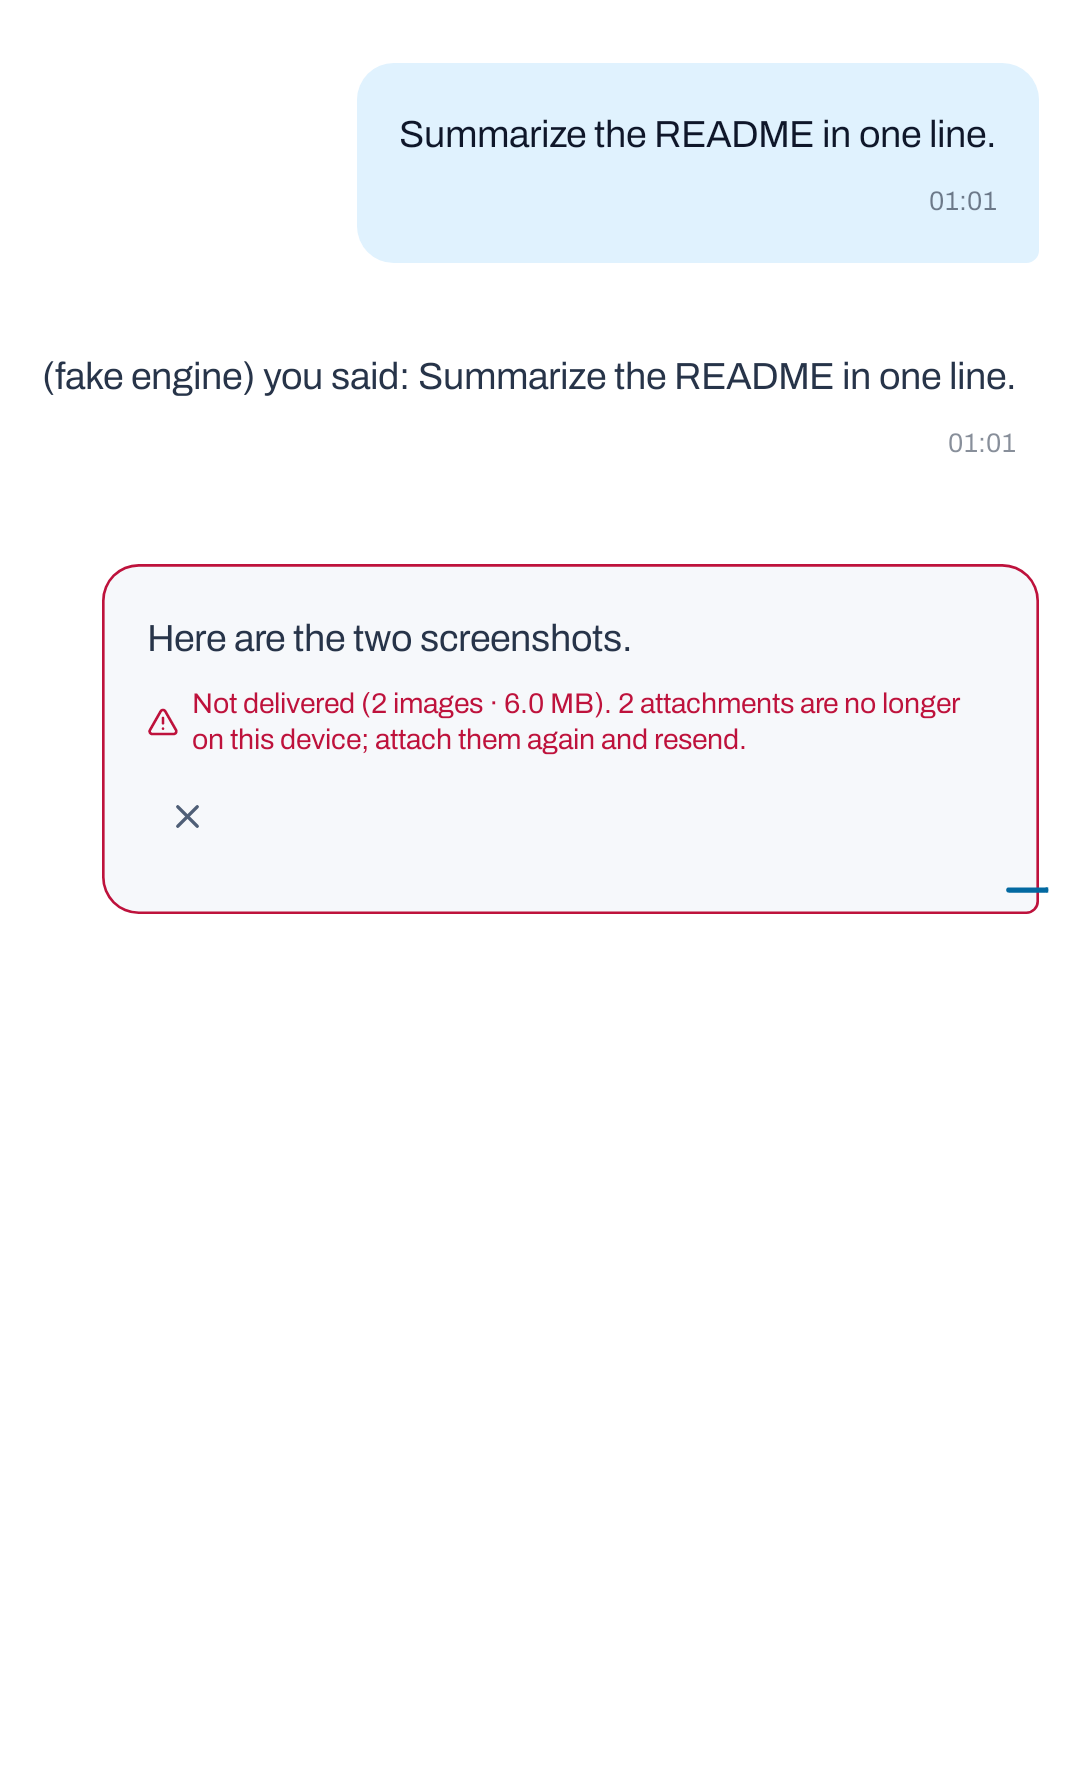 Summarize the README in one line.
01:01
(fake engine) you said: Summarize the README in one line.
01:01
Here are the two screenshots.
Not delivered (2 images · 6.0 MB). 2 attachments are no longer
on this device; attach them again and resend.